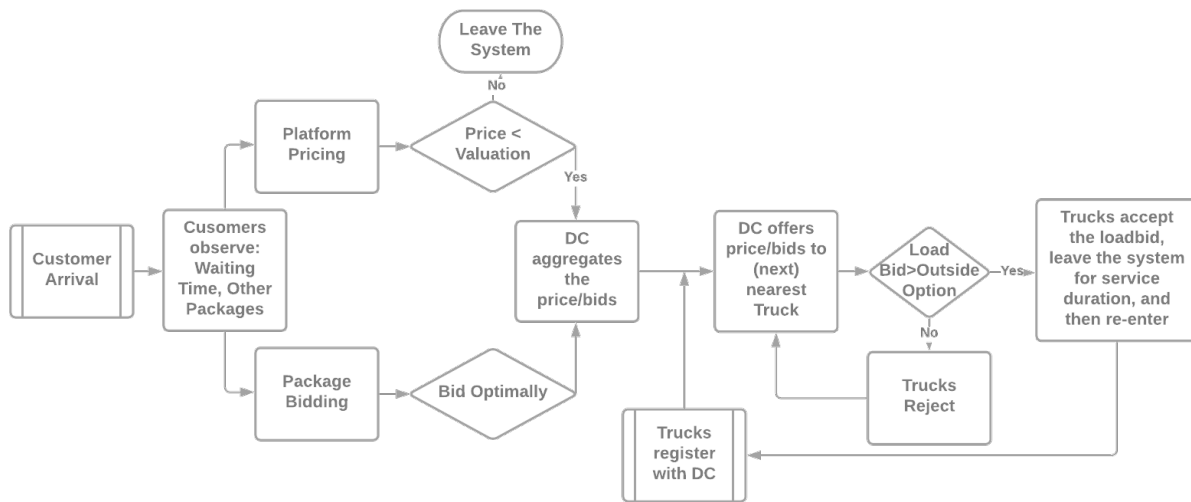 Leave The
System
No
Platform
Pricing
Price <
Valuation
Yes
Customer
Arrival
Cusomers
observe:
Waiting
Time, Other
Packages
DC
aggregates
the
price/bids
DC offers
price/bids to
(next)
nearest
Truck
Load
Bid>Outside
Option
Yes
Trucks accept
the loadbid,
leave the system
for service
duration, and
then re-enter
No
Package
Bidding
Bid Optimally
Trucks
Reject
Trucks
register
with DC